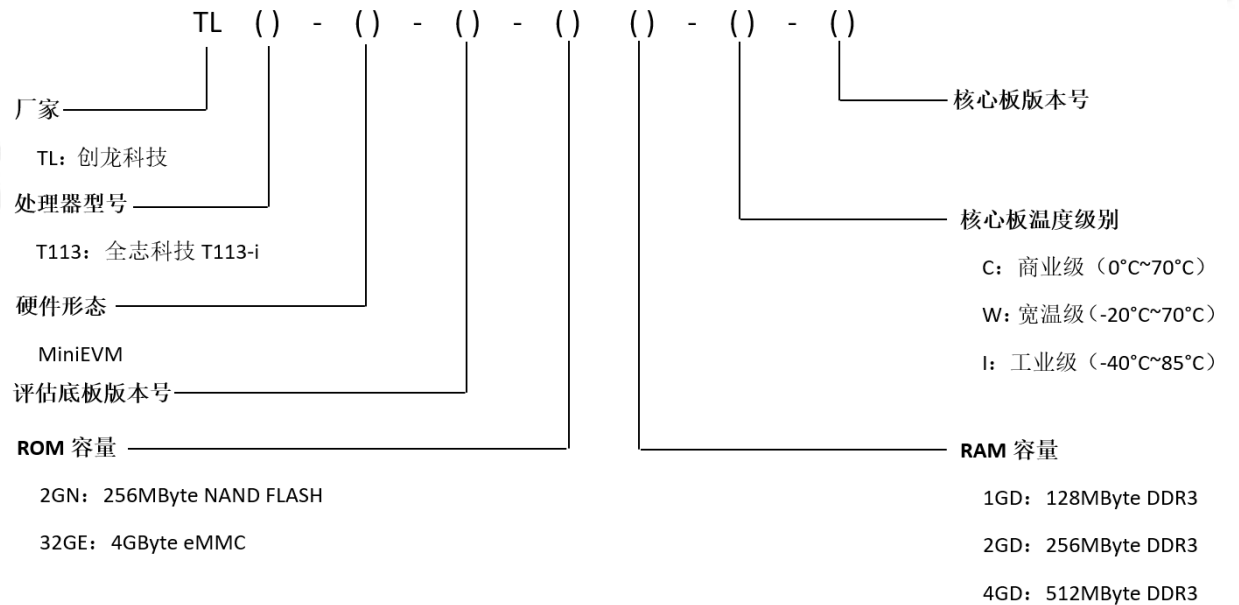 TL () - () - () - () () - () - ()
厂家
TL：创龙科技
处理器型号
T113：全志科技 T113-i
硬件形态
MiniEVM
评估底板版本号
ROM 容量
2GN：256MByte NAND FLASH
32GE：4GByte eMMC
核心板版本号
核心板温度级别
C：商业级（0°C~70°C）
W：宽温级（-20°C~70°C）
I：工业级（-40°C~85°C）
RAM 容量
1GD：128MByte DDR3
2GD：256MByte DDR3
4GD：512MByte DDR3